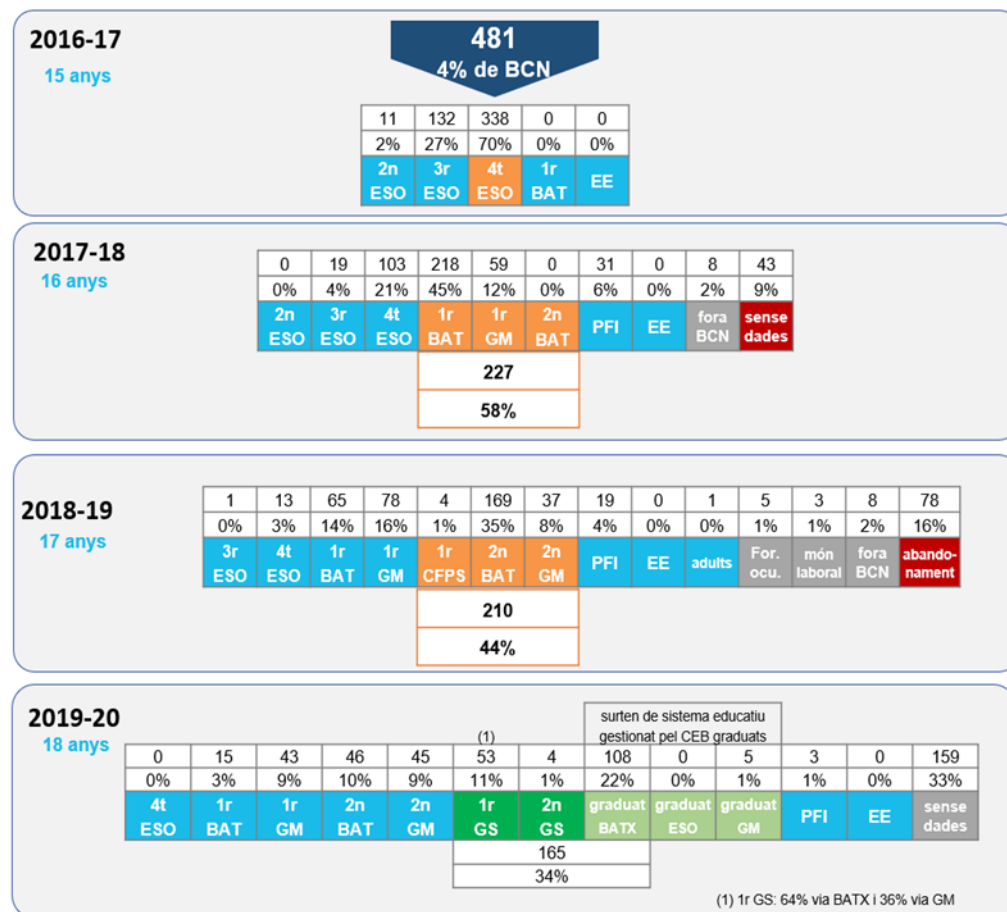 2016-17
15 anys
481
4% de BCN
11 132 338 0 0
2% 27% 70% 0% 0%
2n 3r 4t 1r EE
ESO ESO ESO BAT
2017-18
16 anys
0 19 103 218 59 0 31 0 8 43
0% 4% 21% 45% 12% 0% 6% 0% 2% 9%
2n 3r 4t 1r 1r 2n PFI EE fora sense
ESO ESO ESO BAT GM BAT BCN dades
227
58%
2018-19
17 anys
1 13 65 78 4 169 37 19 0 1 5 3 8 78
0% 3% 14% 16% 1% 35% 8% 4% 0% 0% 1% 1% 2% 16%
3r 4t 1r 1r 1r 2n 2n PFI EE adults For. món fora abando-
ESO ESO BAT GM CFPS BAT GM ocu. laboral BCN nament
210
44%
2019-20
18 anys
surten de sistema educatiu
(1) gestionat pel CEB graduats
0 15 43 46 45 53 4 108 0 5 3 0 159
0% 3% 9% 10% 9% 11% 1% 22% 0% 1% 1% 0% 33%
4t 1r 1r 2n 2n 1r 2n graduat graduat graduat PFI EE sense
ESO BAT GM BAT GM GS GS BATX ESO GM dades
165
34%
(1) 1r GS: 64% via BATX i 36% via GM